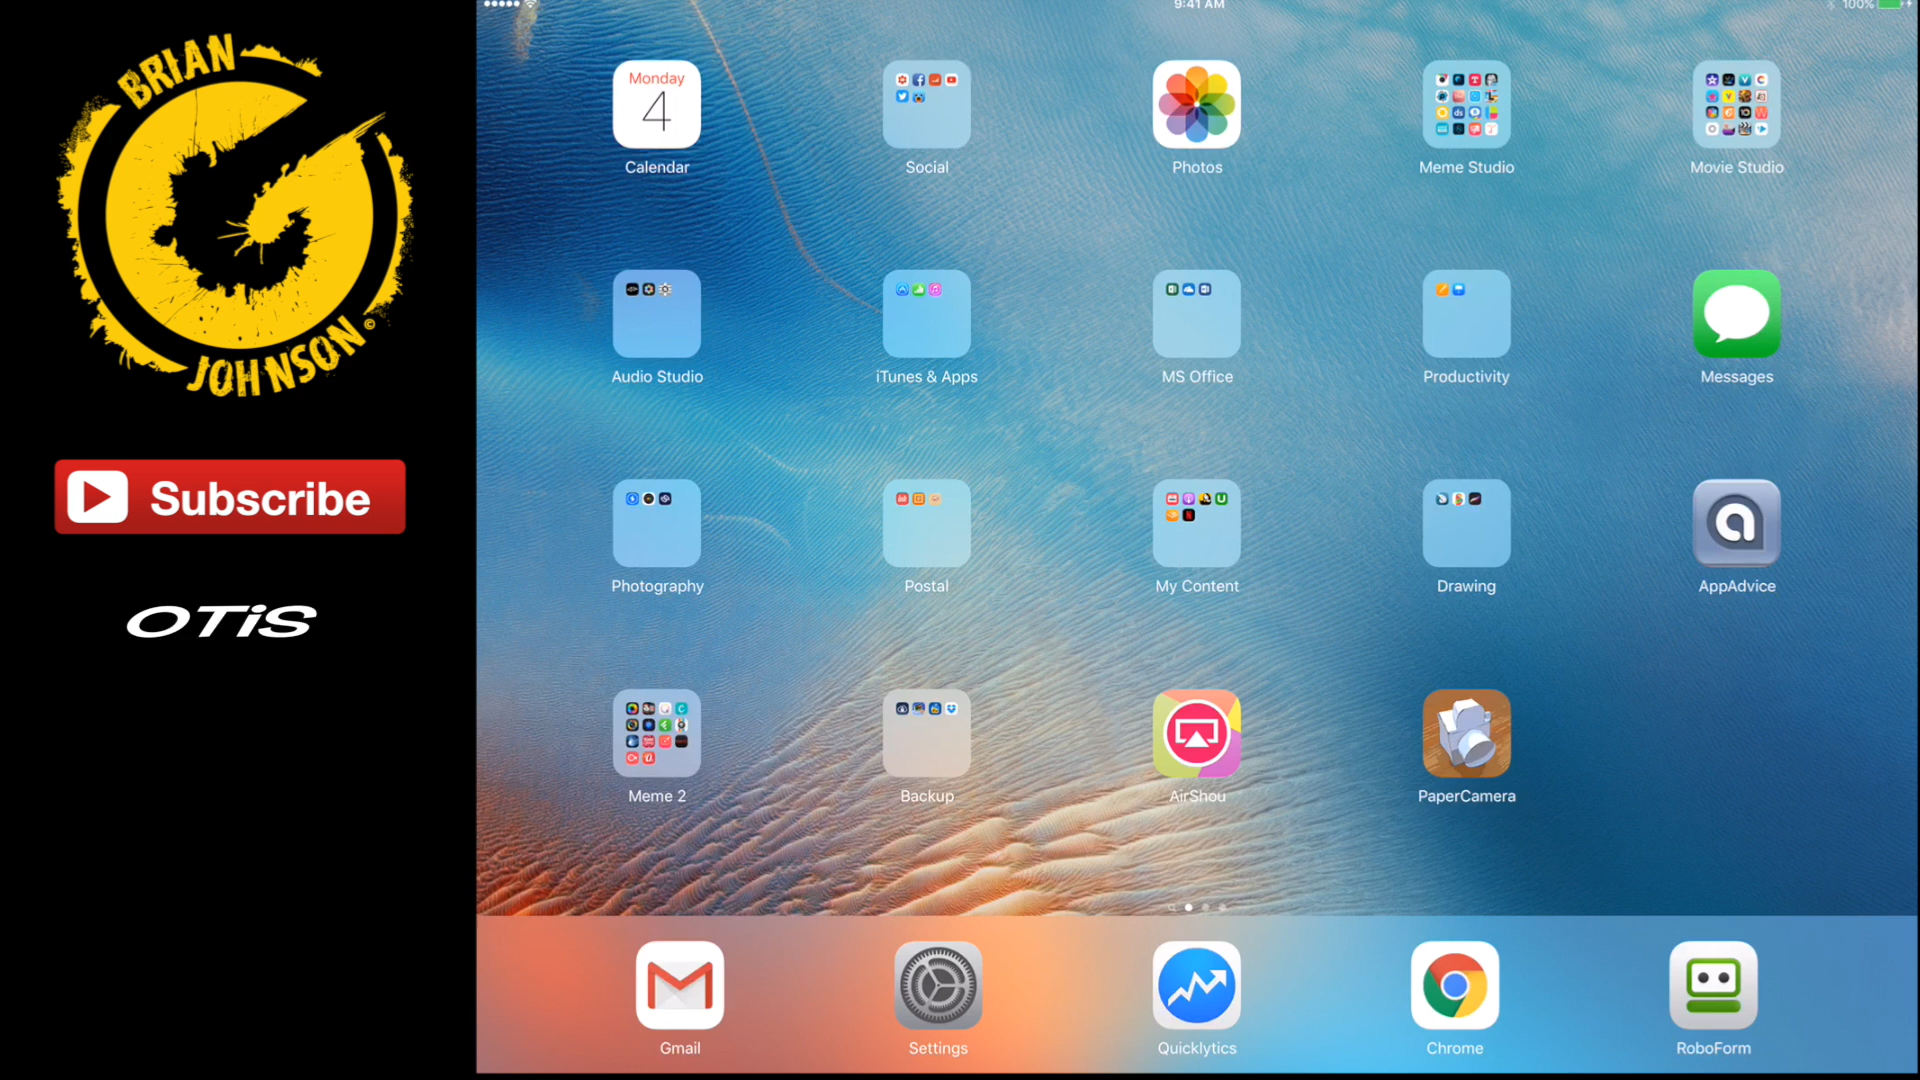 BRIAN
JOHNSON©
Subscribe
OTiS
9:41 AM
100%
Monday
4
Calendar
Social
Photos
Meme Studio
Movie Studio
Audio Studio
iTunes & Apps
MS Office
Productivity
Messages
Photography
Postal
My Content
Drawing
AppAdvice
Meme 2
Backup
AirShou
PaperCamera
Gmail
Settings
Quicklytics
Chrome
RoboForm